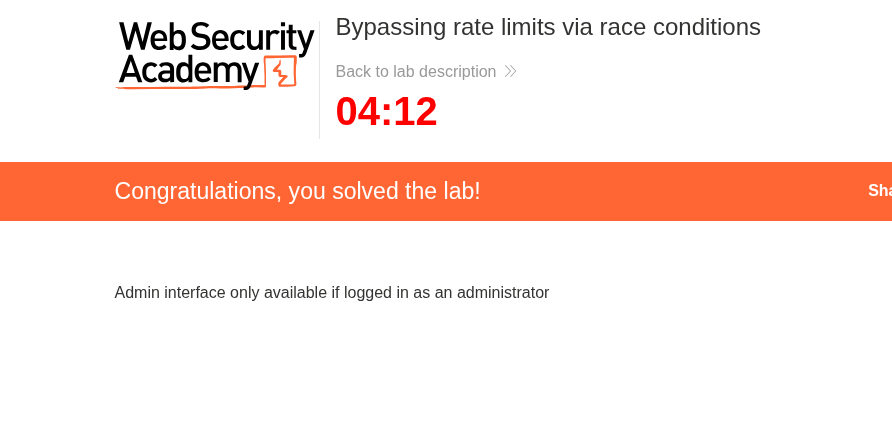 Web Security
Academy
Bypassing rate limits via race conditions
Back to lab description
04:12
Congratulations, you solved the lab!
Admin interface only available if logged in as an administrator